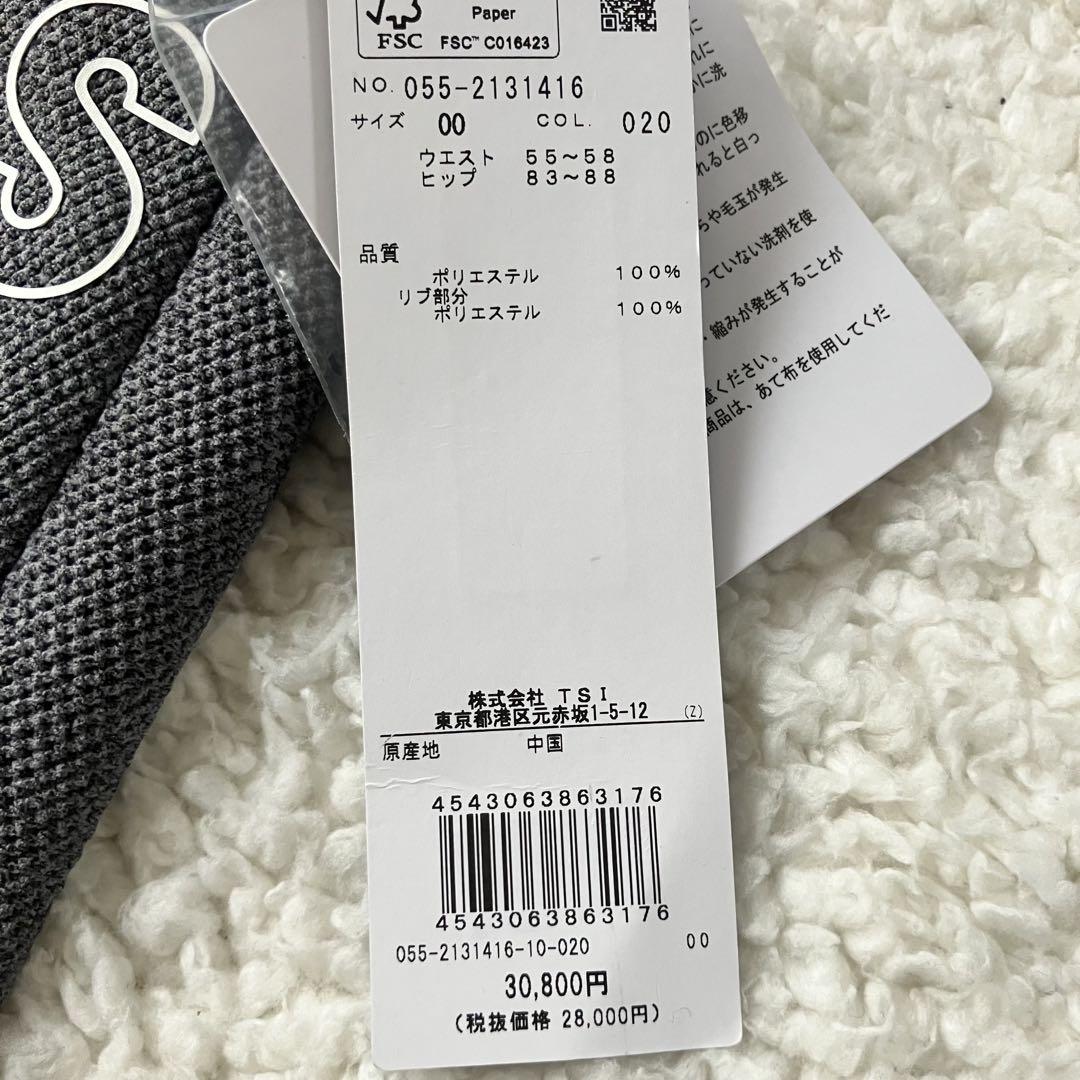 Paper
FSC
FSC™ C016423
NO. 055-2131416
サイズ 00 COL. 020
ウエスト 55～58
ヒップ 83～88
品質
ポリエステル 100%
リブ部分
ポリエステル 100%
株式会社 TSI
東京都港区元赤坂1-5-12 (Z)
原産地 中国
4543063863176
4543063863176
055-2131416-10-020 00
30,800円
(税抜価格 28,000円)
に
れに
かに洗
のに色移
れると白っ
ちや毛玉が発生
っていない洗剤を使
・縮みが発生することが
意ください。
商品は、あて布を使用してくだ